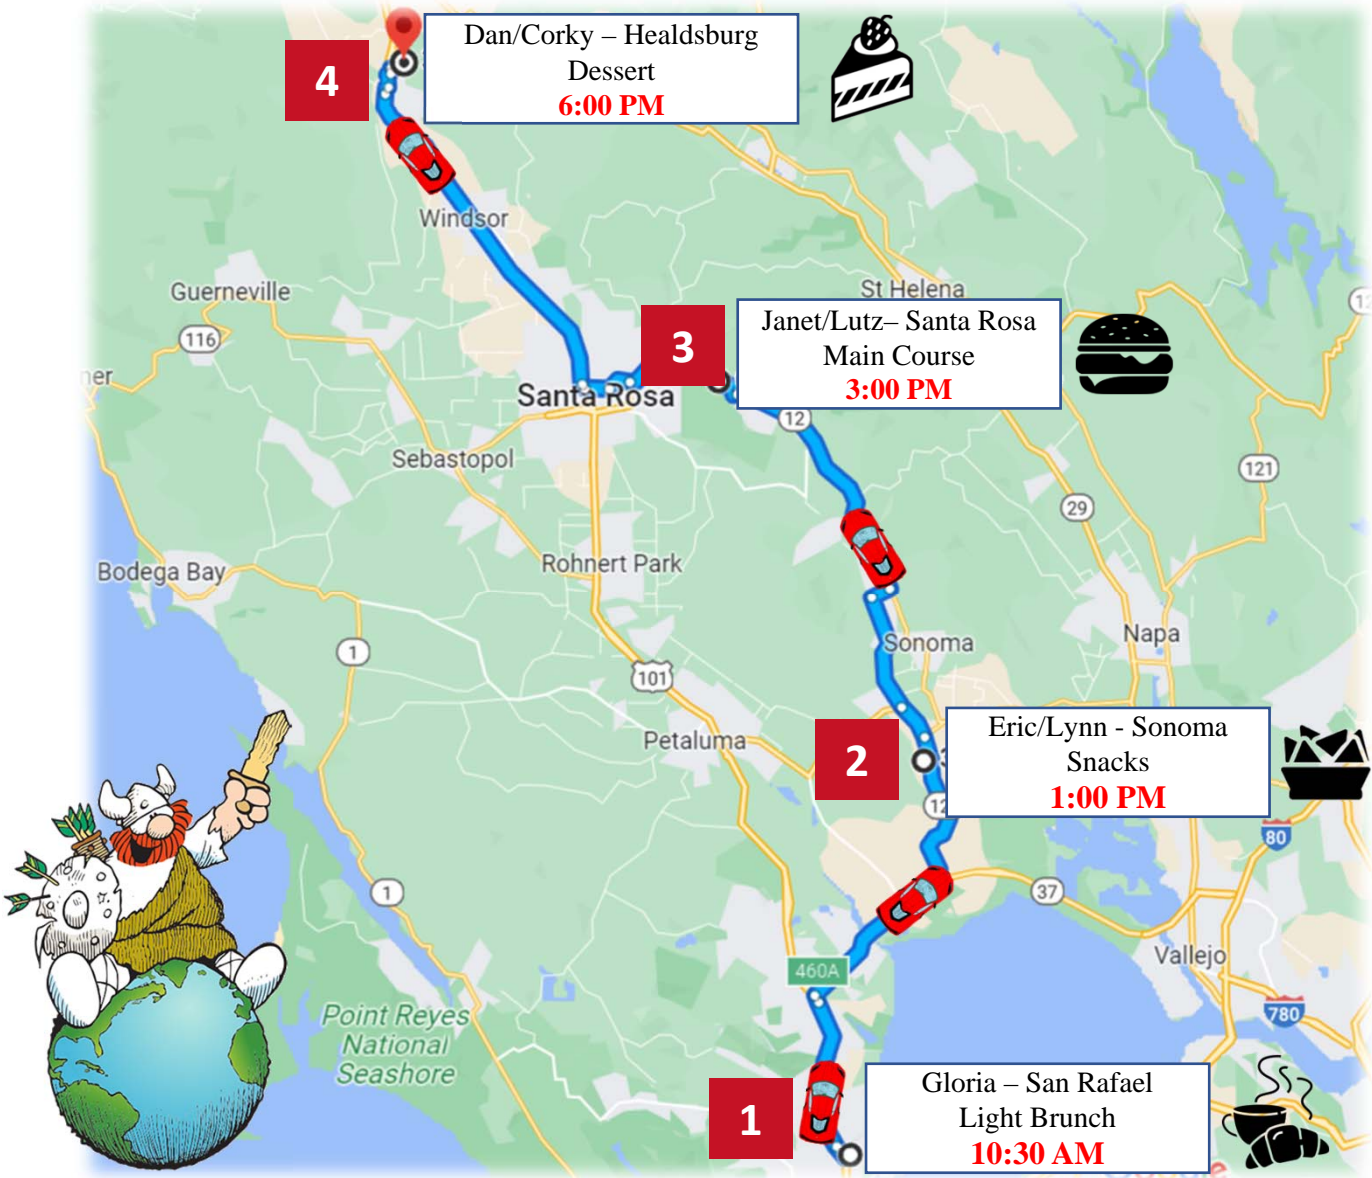 4
Dan/Corky – Healdsburg
Dessert
6:00 PM
Windsor
Guerneville
116
St Helena
3
Janet/Lutz– Santa Rosa
Main Course
3:00 PM
Santa Rosa
12
Sebastopol
121
29
Rohnert Park
Bodega Bay
1
Sonoma
Napa
101
Petaluma
2
Eric/Lynn - Sonoma
Snacks
1:00 PM
80
1
37
460A
Vallejo
Point Reyes
National
Seashore
780
1
Gloria – San Rafael
Light Brunch
10:30 AM